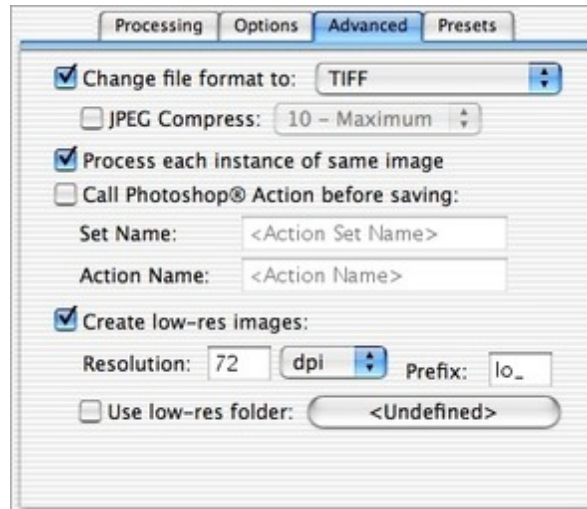 Processing Options Advanced Presets
Change file format to: TIFF
JPEG Compress: 10 – Maximum
Process each instance of same image
Call Photoshop® Action before saving:
Set Name: <Action Set Name>
Action Name: <Action Name>
Create low-res images:
Resolution: 72 dpi Prefix: lo_
Use low-res folder: <Undefined>